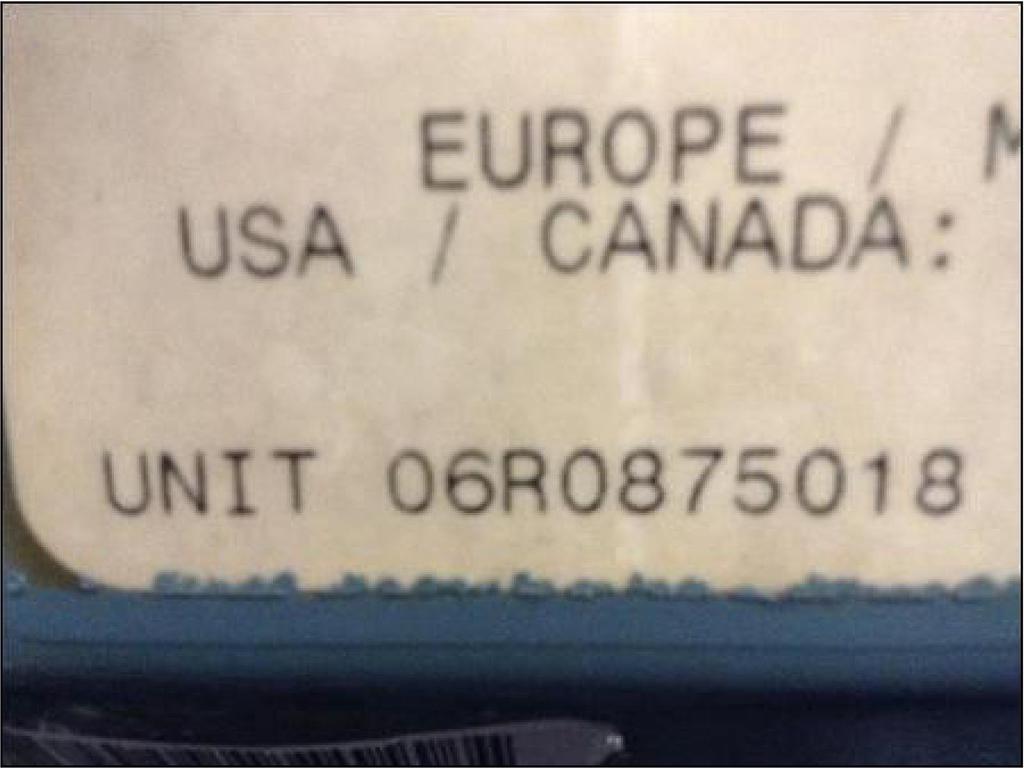 EUROPE / M
USA / CANADA:
UNIT 06R0875018